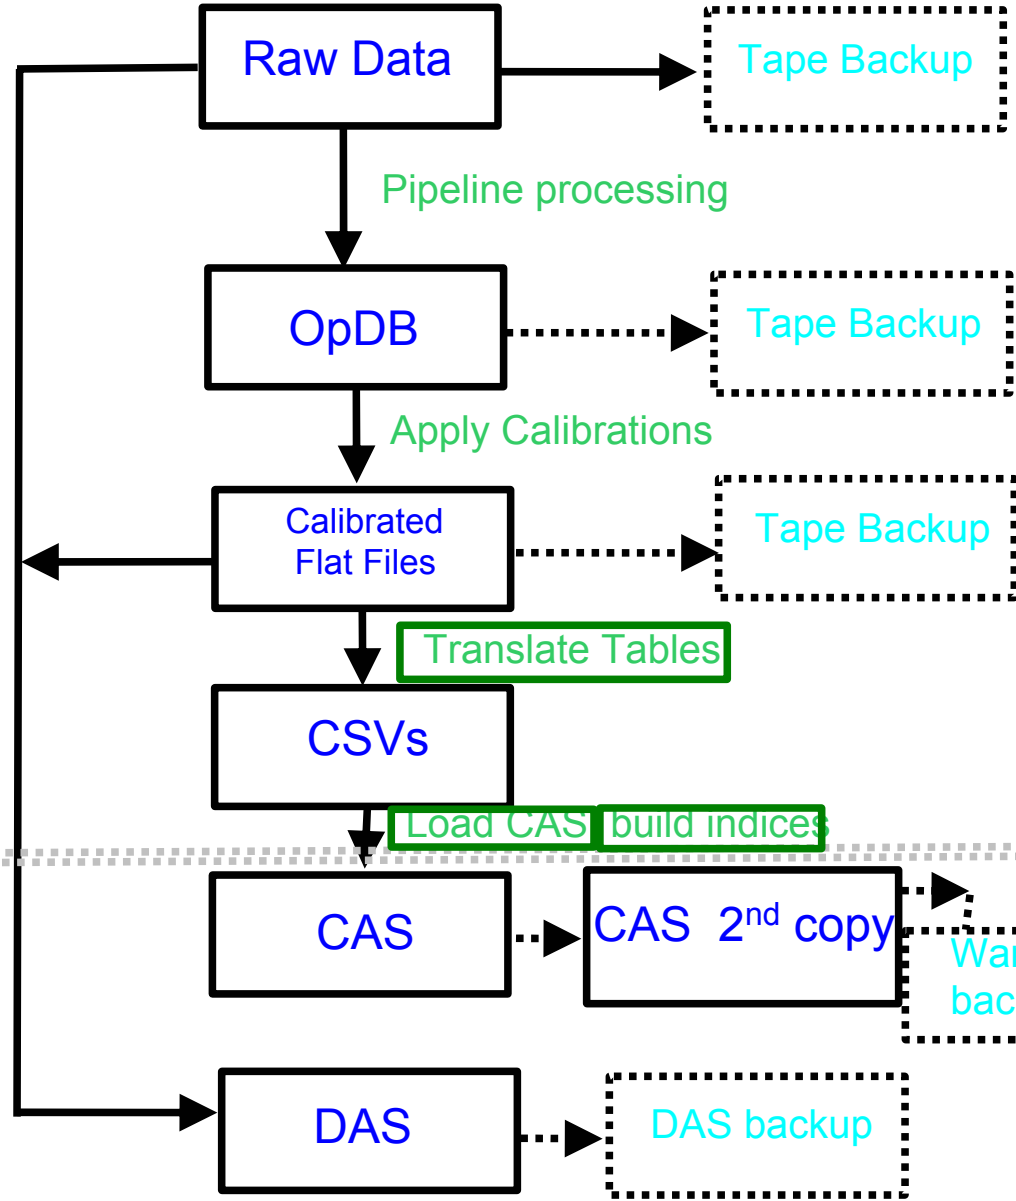 Raw Data
Tape Backup
Pipeline processing
OpDB
Tape Backup
Apply Calibrations
Calibrated
Flat Files
Tape Backup
Translate Tables
CSVs
Load CAS build indices
CAS
CAS 2nd copy
DAS
DAS backup